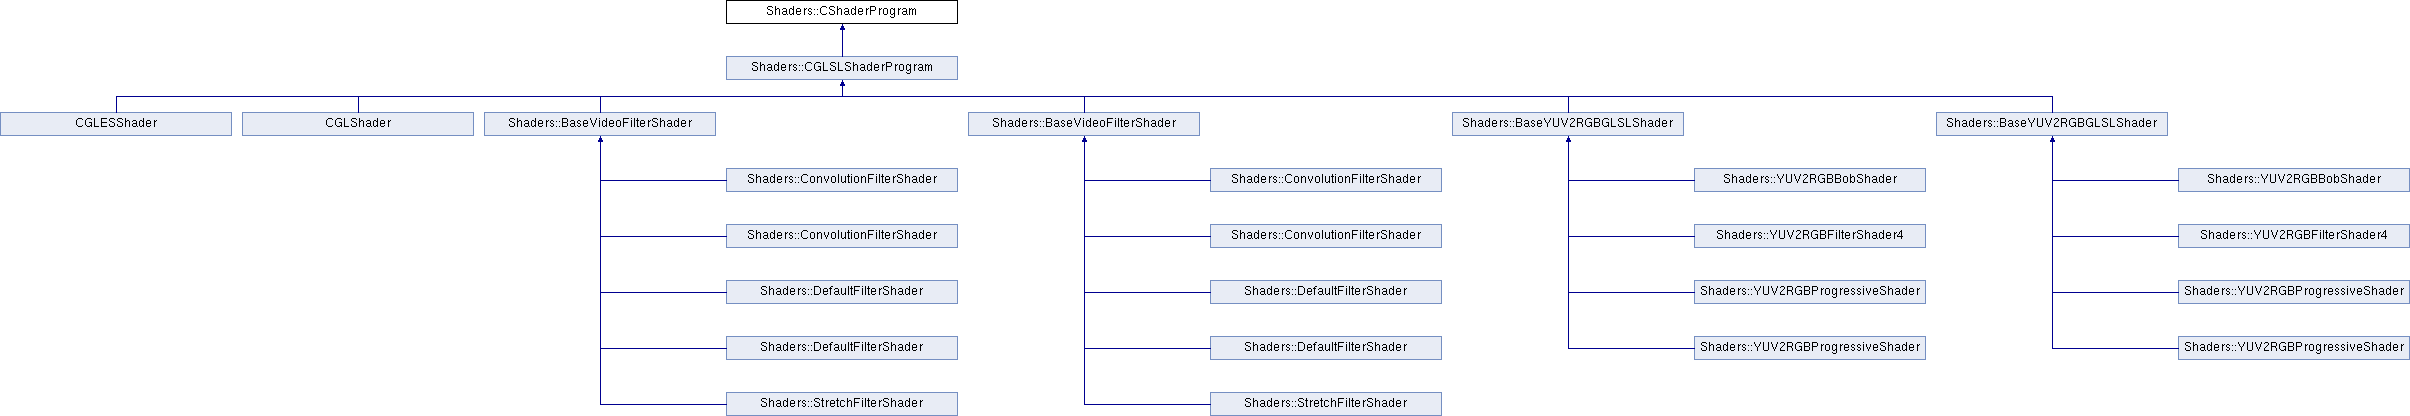 Shaders::CShaderProgram
Shaders::CGLSLShaderProgram
CGLESShader
CGLShader
Shaders::BaseVideoFilterShader
Shaders::BaseVideoFilterShader
Shaders::BaseYUV2RGBGLSLShader
Shaders::BaseYUV2RGBGLSLShader
Shaders::ConvolutionFilterShader
Shaders::ConvolutionFilterShader
Shaders::YUV2RGBBobShader
Shaders::YUV2RGBBobShader
Shaders::ConvolutionFilterShader
Shaders::ConvolutionFilterShader
Shaders::YUV2RGBFilterShader4
Shaders::YUV2RGBFilterShader4
Shaders::DefaultFilterShader
Shaders::DefaultFilterShader
Shaders::YUV2RGBProgressiveShader
Shaders::YUV2RGBProgressiveShader
Shaders::DefaultFilterShader
Shaders::DefaultFilterShader
Shaders::YUV2RGBProgressiveShader
Shaders::YUV2RGBProgressiveShader
Shaders::StretchFilterShader
Shaders::StretchFilterShader